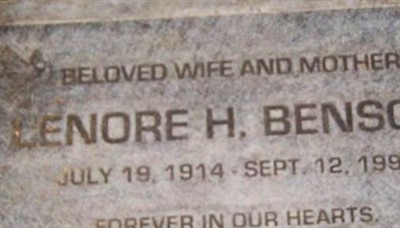 BELOVED WIFE AND MOTHER
LENORE H. BENSO
JULY 19, 1914 - SEPT. 12, 199
FOREVER IN OUR HEARTS.